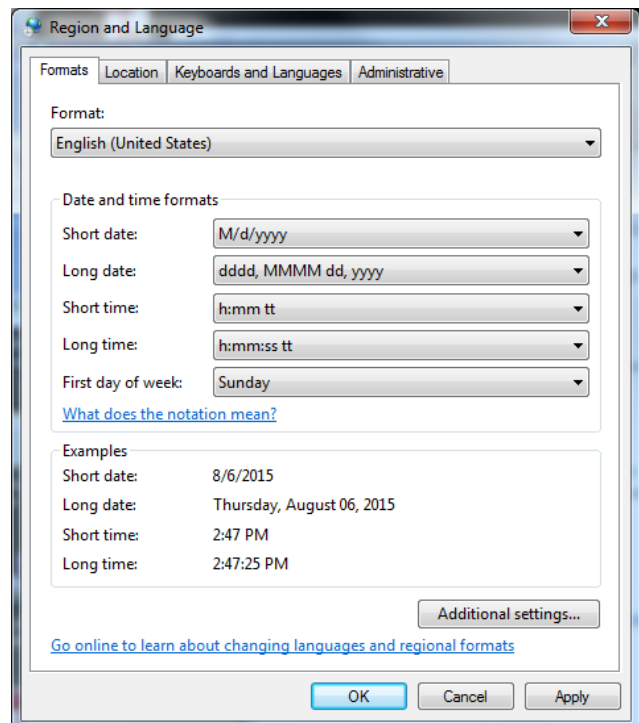 Region and Language
Formats Location Keyboards and Languages Administrative
Format:
English (United States)
Date and time formats
Short date: M/d/yyyy
Long date: dddd, MMMM dd, yyyy
Short time: h:mm tt
Long time: h:mm:ss tt
First day of week: Sunday
What does the notation mean?
Examples
Short date: 8/6/2015
Long date: Thursday, August 06, 2015
Short time: 2:47 PM
Long time: 2:47:25 PM
Additional settings...
Go online to learn about changing languages and regional formats
OK Cancel Apply